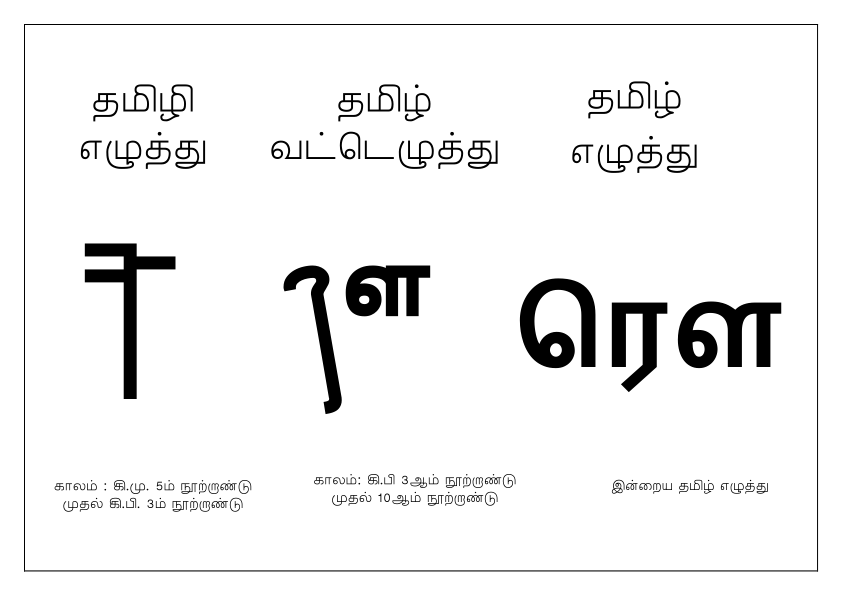 தமிழி
எழுத்து
தமிழ்
வட்டெழுத்து
தமிழ்
எழுத்து
ௌ
ரௌ
காலம் : கி.மு. 5ம் நூற்றாண்டு
முதல் கி.பி. 3ம் நூற்றாண்டு
காலம்: கி.பி 3ஆம் நூற்றாண்டு
முதல் 10ஆம் நூற்றாண்டு
இன்றைய தமிழ் எழுத்து